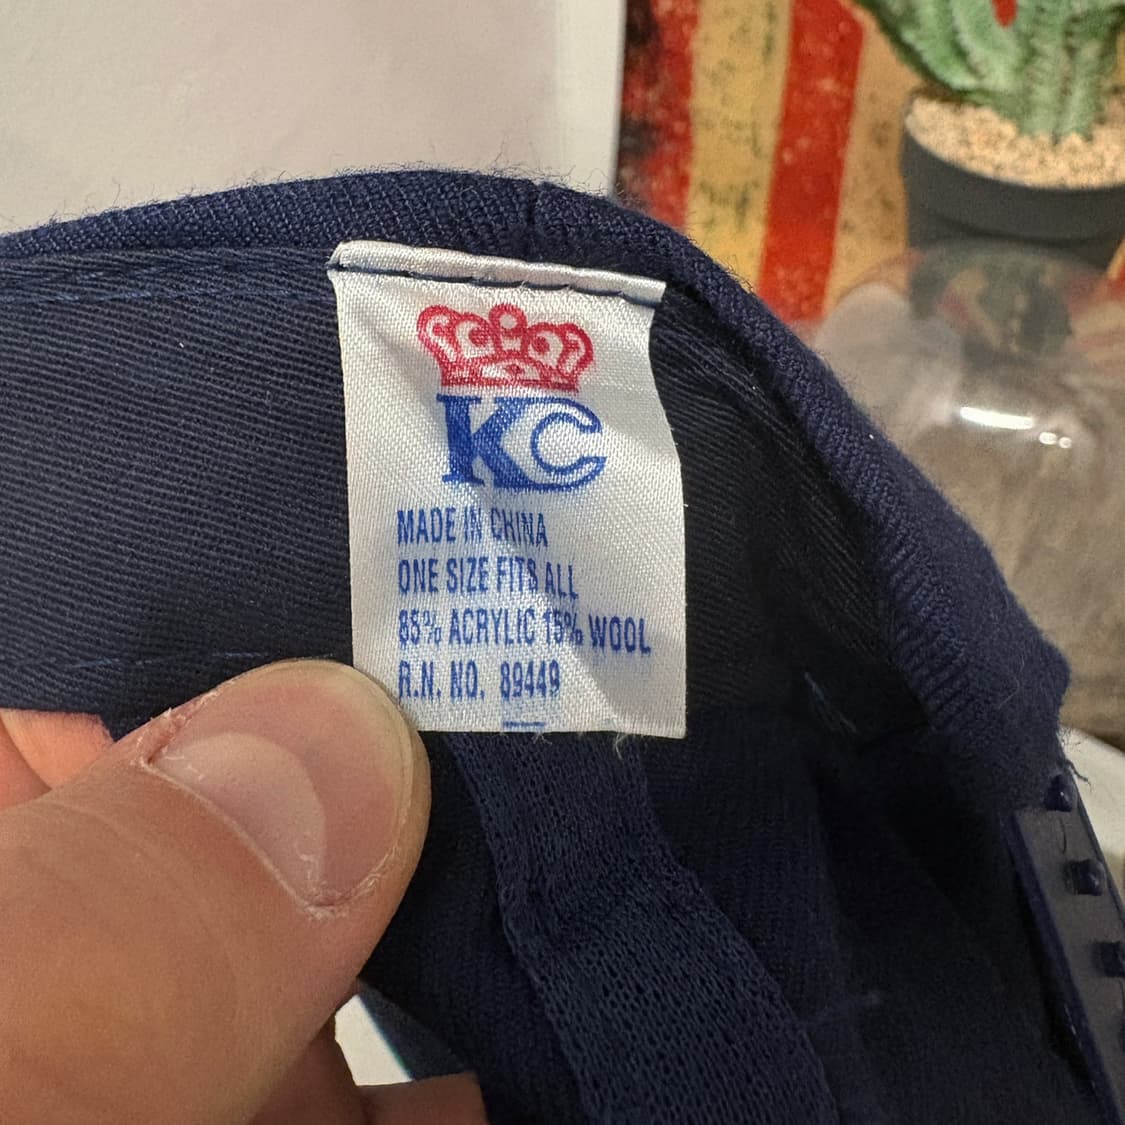 KC
MADE IN CHINA
ONE SIZE FITS ALL
85% ACRYLIC 15% WOOL
R.N. NO. 89449